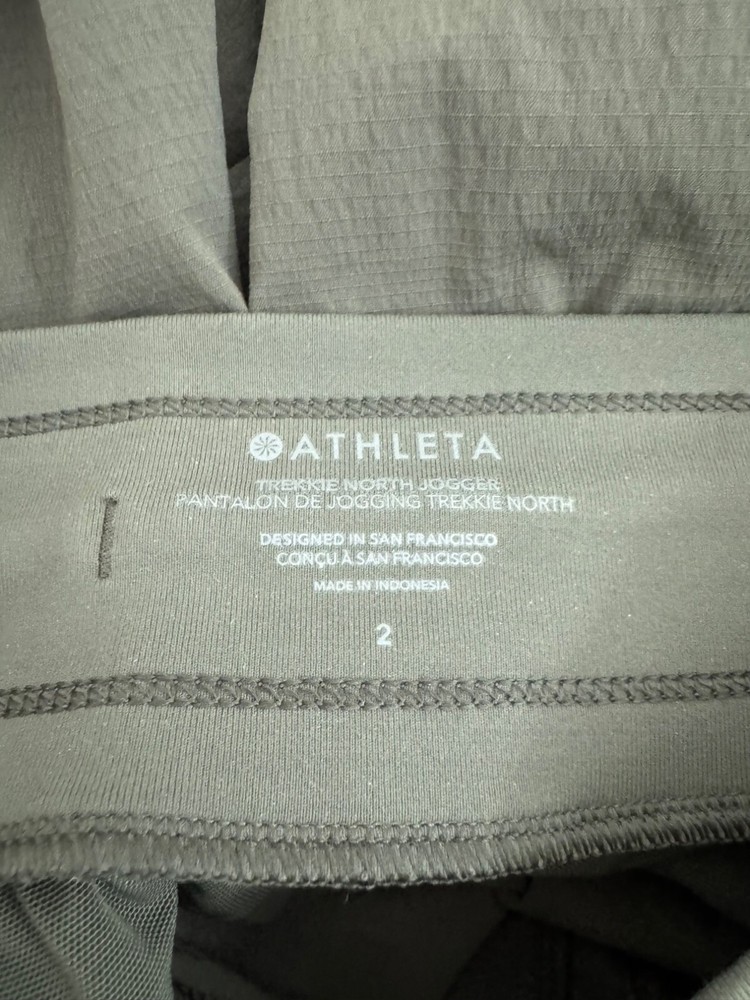 ATHLETA
TREKKIE NORTH JOGGER
PANTALON DE JOGGING TREKKIE NORTH
DESIGNED IN SAN FRANCISCO
CONÇU À SAN FRANCISCO
MADE IN INDONESIA
2